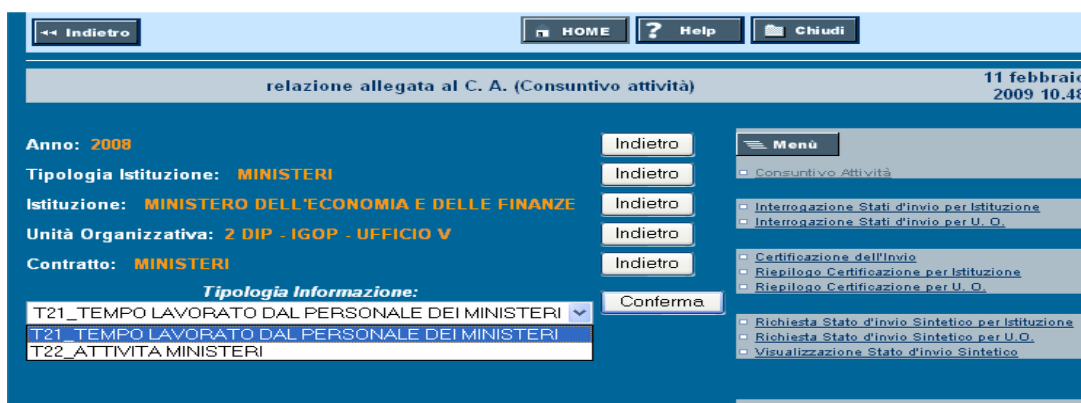 Indietro
HOME
? Help
Chiudi
relazione allegata al C. A. (Consuntivo attività)
11 febbraio
2009 10.48
Anno: 2008
Indietro
Tipologia Istituzione: MINISTERI
Indietro
Istituzione: MINISTERO DELL'ECONOMIA E DELLE FINANZE
Indietro
Unità Organizzativa: 2 DIP - IGOP - UFFICIO V
Indietro
Contratto: MINISTERI
Indietro
Tipologia Informazione:
T21_TEMPO LAVORATO DAL PERSONALE DEI MINISTERI
Conferma
T21_TEMPO LAVORATO DAL PERSONALE DEI MINISTERI
T22_ATTIVITA MINISTERI
Menù
Consuntivo Attività
Interrogazione Stati d'invio per Istituzione
Interrogazione Stati d'invio per U. O.
Certificazione dell'Invio
Riepilogo Certificazione per Istituzione
Riepilogo Certificazione per U. O.
Richiesta Stato d'invio Sintetico per Istituzione
Richiesta Stato d'invio Sintetico per U.O.
Visualizzazione Stato d'invio Sintetico